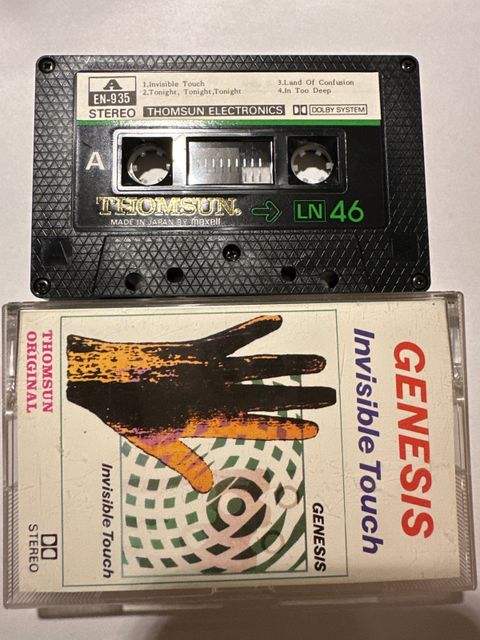 A
EN-935
STEREO
1.Invisible Touch
2.Tonight, Tonight,Tonight
3.Land Of Confusion
4.In Too Deep
THOMSUN ELECTRONICS
DOLBY SYSTEM
A
THOMSUN.
LN 46
MADE IN JAPAN BY maxell
GENESIS
Invisible Touch
GENESIS
Invisible Touch
THOMSUN
ORIGINAL
STEREO